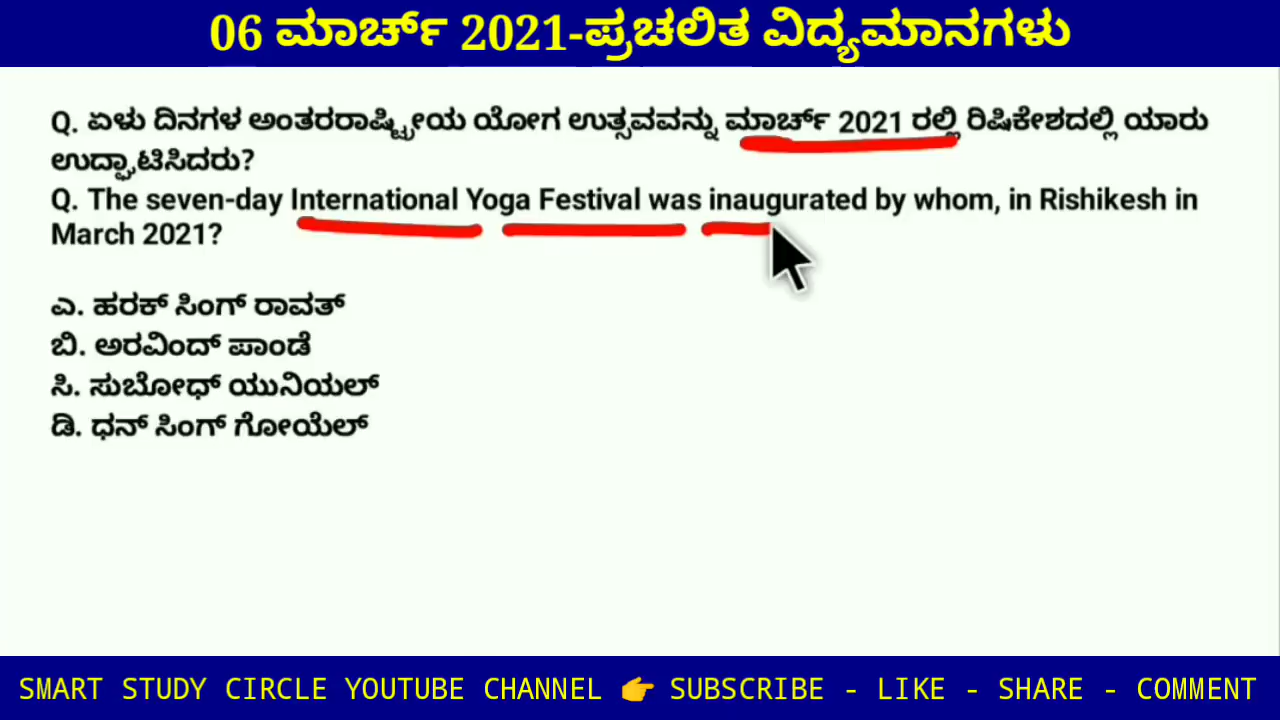 06 ಮಾರ್ಚ್ 2021-ಪ್ರಚಲಿತ ವಿದ್ಯಮಾನಗಳು
Q. ಏಳು ದಿನಗಳ ಅಂತರರಾಷ್ಟ್ರೀಯ ಯೋಗ ಉತ್ಸವವನ್ನು ಮಾರ್ಚ್ 2021 ರಲ್ಲಿ ರಿಷಿಕೇಶದಲ್ಲಿ ಯಾರು
ಉದ್ಘಾಟಿಸಿದರು?
Q. The seven-day International Yoga Festival was inaugurated by whom, in Rishikesh in
March 2021?
ಎ. ಹರಕ್ ಸಿಂಗ್ ರಾವತ್
ಬಿ. ಅರವಿಂದ್ ಪಾಂಡೆ
ಸಿ. ಸುಬೋಧ್ ಯುನಿಯಲ್
ಡಿ. ಧನ್ ಸಿಂಗ್ ಗೋಯೆಲ್
SMART STUDY CIRCLE YOUTUBE CHANNEL 👉 SUBSCRIBE - LIKE - SHARE - COMMENT